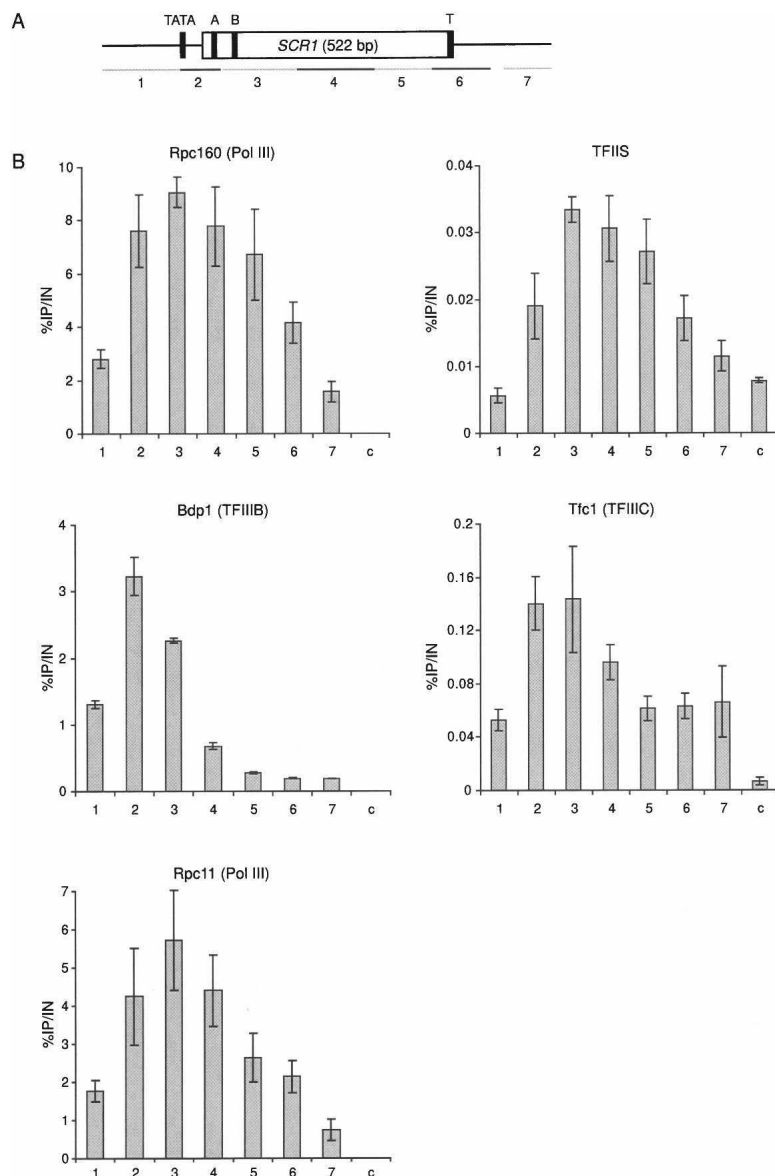 A
TATA A B T
SCR1 (522 bp)
1 2 3 4 5 6 7
B
Rpc160 (Pol III)
%IP/IN
10
8
6
4
2
0
1 2 3 4 5 6 7 c
TFIIS
%IP/IN
0.04
0.03
0.02
0.01
0
1 2 3 4 5 6 7 c
Bdp1 (TFIIIB)
%IP/IN
4
3
2
1
0
1 2 3 4 5 6 7 c
Tfc1 (TFIIIC)
%IP/IN
0.2
0.16
0.12
0.08
0.04
0
1 2 3 4 5 6 7 c
Rpc11 (Pol III)
%IP/IN
7
6
5
4
3
2
1
0
1 2 3 4 5 6 7 c